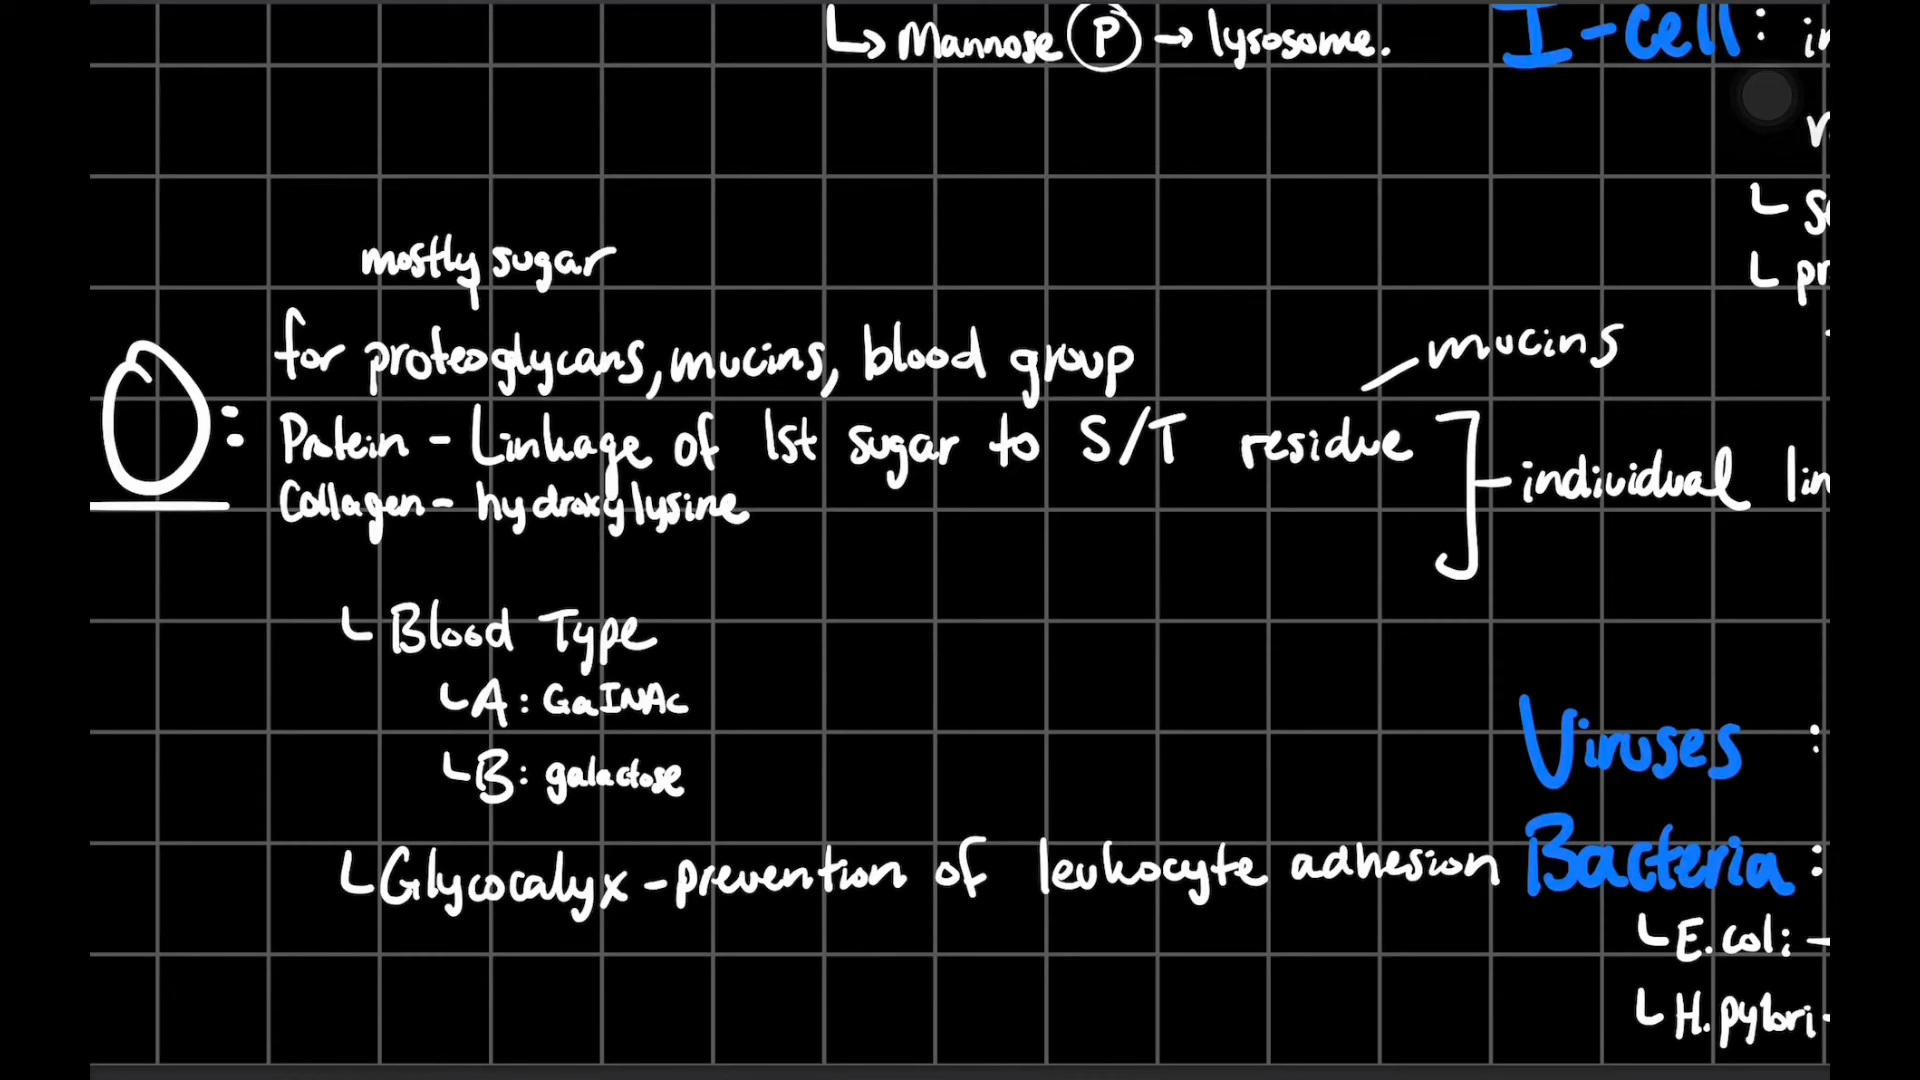 ↳ Mannose P → lysosome.
I-cell:
mostly sugar
for proteoglycans, mucins, blood group
mucins
O:
Protein - Linkage of 1st sugar to S/T residue
individual
Collagen - hydroxylysine
Blood Type
A: GalNAc
B: galactose
Viruses :
Glycocalyx - prevention of leukocyte adhesion
Bacteria :
E. coli -
H. pylori -